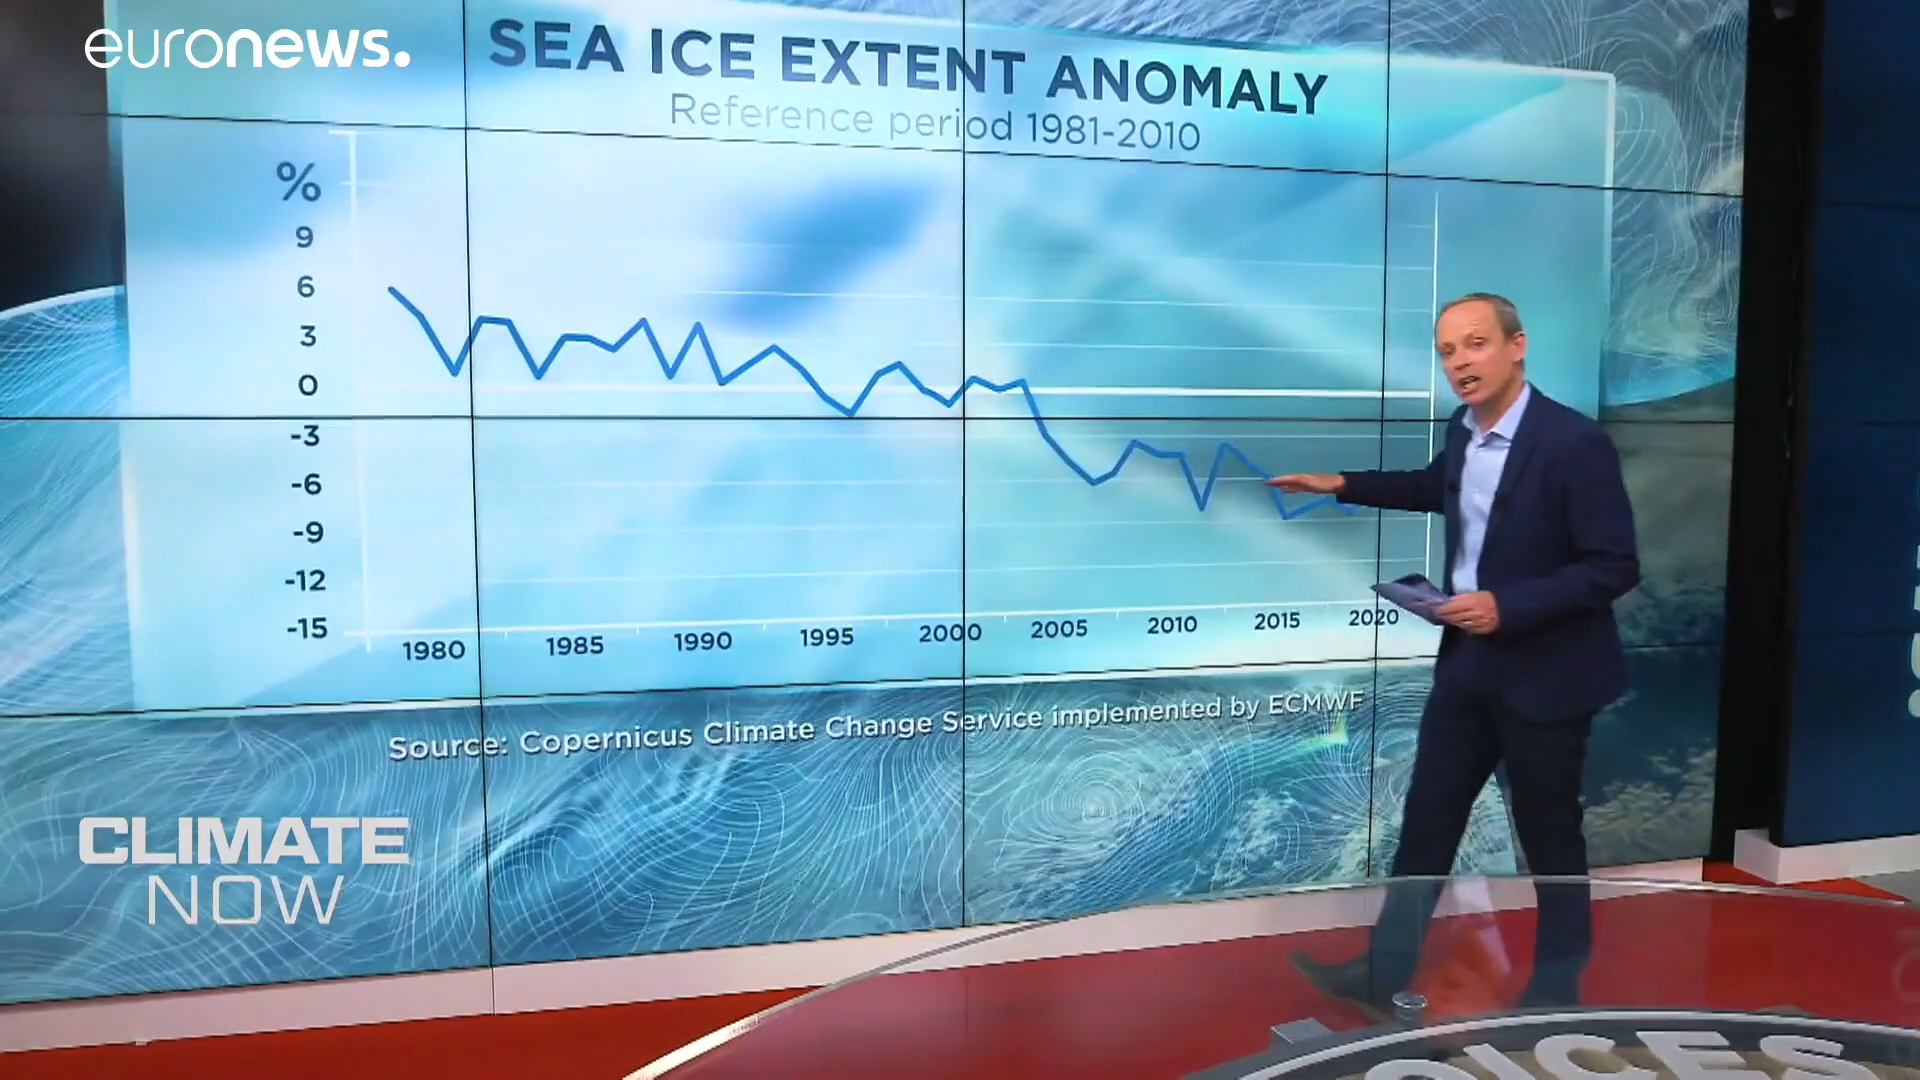 euronews.
SEA ICE EXTENT ANOMALY
Reference period 1981-2010
%
9
6
3
0
-3
-6
-9
-12
-15
1980 1985 1990 1995 2000 2005 2010 2015 2020
Source: Copernicus Climate Change Service implemented by ECMWF
CLIMATE
NOW
OICES